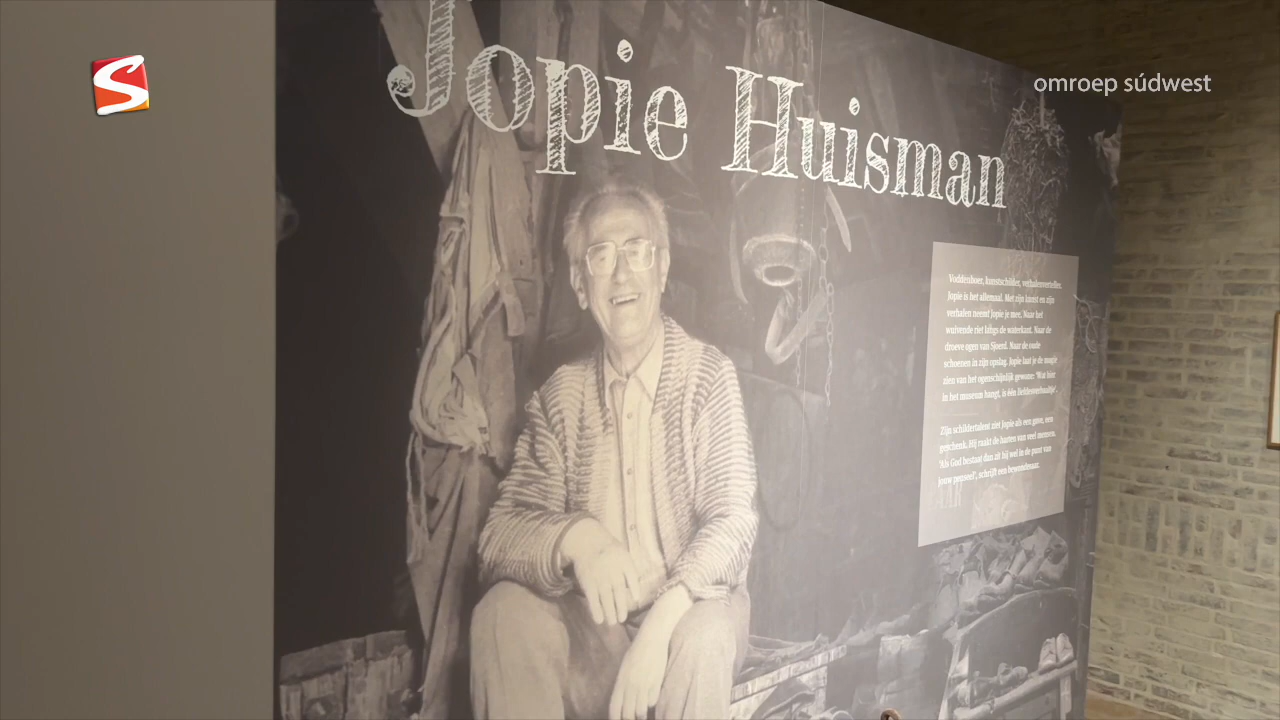 S
omroep súdwest
Jopie Huisman
Voddenboer, kunstschilder, verhalenverteller.
Jopie is het allemaal. Met zijn kunst en zijn
verhalen neemt Jopie je mee. Naar het
wuivende riet langs de waterkant. Naar de
droeve ogen van Sjoerd. Naar de oude
schoenen in zijn opslag. Jopie laat je de magie
zien van het ogenschijnlijk gewone: 'Wat hier
in het museum hangt, is één liefdesverhaaltje'.
Zijn schildertalent ziet Jopie als een gave, een
geschenk. Hij raakt de harten van veel mensen.
'Als God bestaat dan zit hij wel in de punt van
jouw penseel', schrijft een bewonderaar.